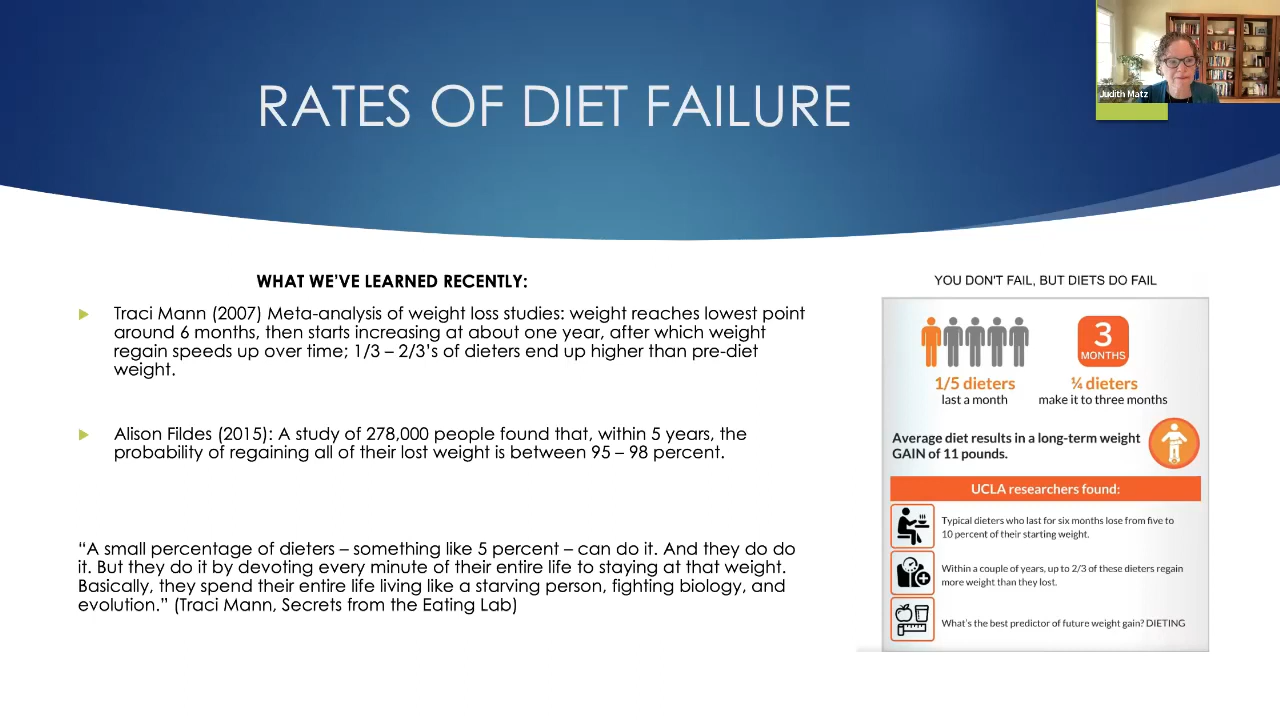 RATES OF DIET FAILURE
Judith Matz
WHAT WE'VE LEARNED RECENTLY:
Traci Mann (2007) Meta-analysis of weight loss studies: weight reaches lowest point
around 6 months, then starts increasing at about one year, after which weight
regain speeds up over time; 1/3 – 2/3's of dieters end up higher than pre-diet
weight.
Alison Fildes (2015): A study of 278,000 people found that, within 5 years, the
probability of regaining all of their lost weight is between 95 – 98 percent.
“A small percentage of dieters – something like 5 percent – can do it. And they do do
it. But they do it by devoting every minute of their entire life to staying at that weight.
Basically, they spend their entire life living like a starving person, fighting biology, and
evolution.” (Traci Mann, Secrets from the Eating Lab)
YOU DON'T FAIL, BUT DIETS DO FAIL
3
MONTHS
1/5 dieters
last a month
¼ dieters
make it to three months
Average diet results in a long-term weight
GAIN of 11 pounds.
UCLA researchers found:
Typical dieters who last for six months lose from five to
10 percent of their starting weight.
Within a couple of years, up to 2/3 of these dieters regain
more weight than they lost.
What's the best predictor of future weight gain? DIETING